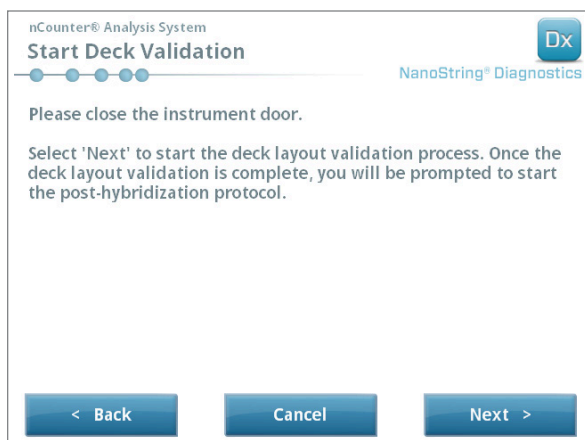 nCounter® Analysis System
Start Deck Validation
Dx
NanoString® Diagnostics
Please close the instrument door.
Select 'Next' to start the deck layout validation process. Once the
deck layout validation is complete, you will be prompted to start
the post-hybridization protocol.
< Back
Cancel
Next >